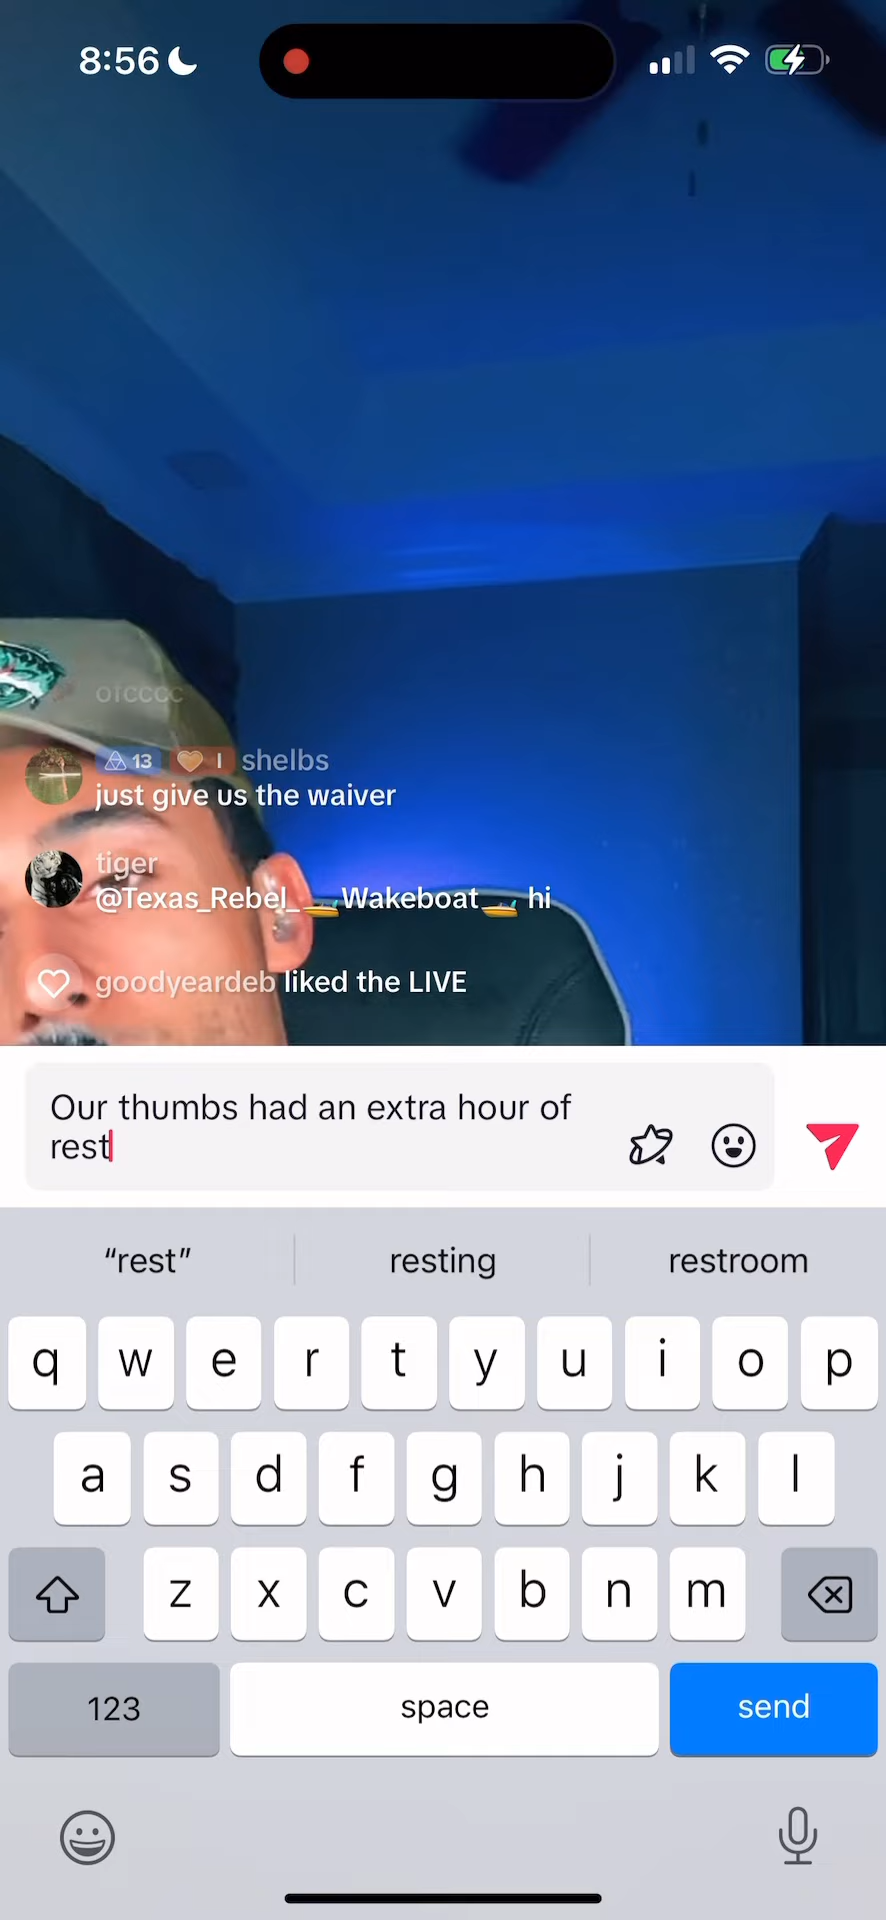 8:56
ofcccc
13 I shelbs
just give us the waiver
tiger
@Texas_Rebel_🚤Wakeboat🚤 hi
goodyeardeb liked the LIVE
Our thumbs had an extra hour of
rest
“rest” resting restroom
q w e r t y u i o p
a s d f g h j k l
z x c v b n m
123 space send